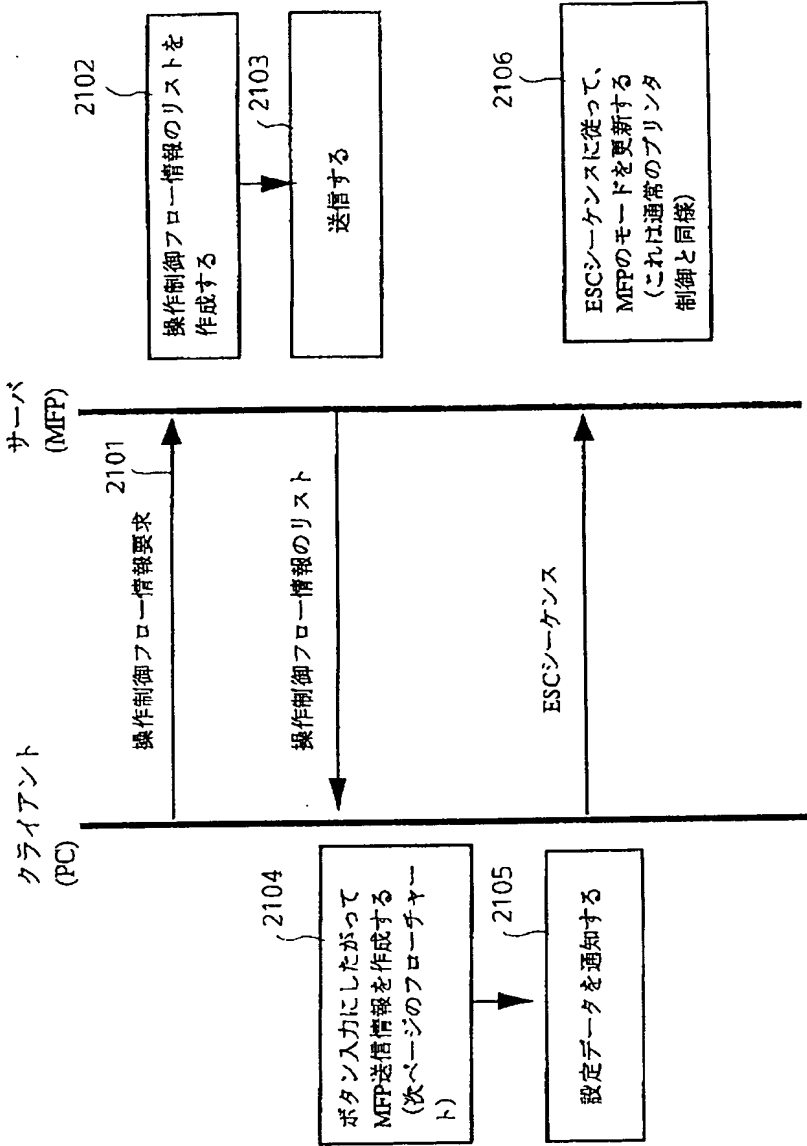 クライアント
(PC)
サーバ
(MFP)
操作制御フロー情報要求
2101
2102
操作制御フロー情報のリストを
作成する
2103
送信する
操作制御フロー情報のリスト
2104
ボタン入力にしたがって
MFP送信情報を作成する
(次ページのフローチャー
ト)
2105
設定データを通知する
ESCシーケンス
2106
ESCシーケンスに従って、
MFPのモードを更新する
(これは通常のプリンタ
制御と同様)